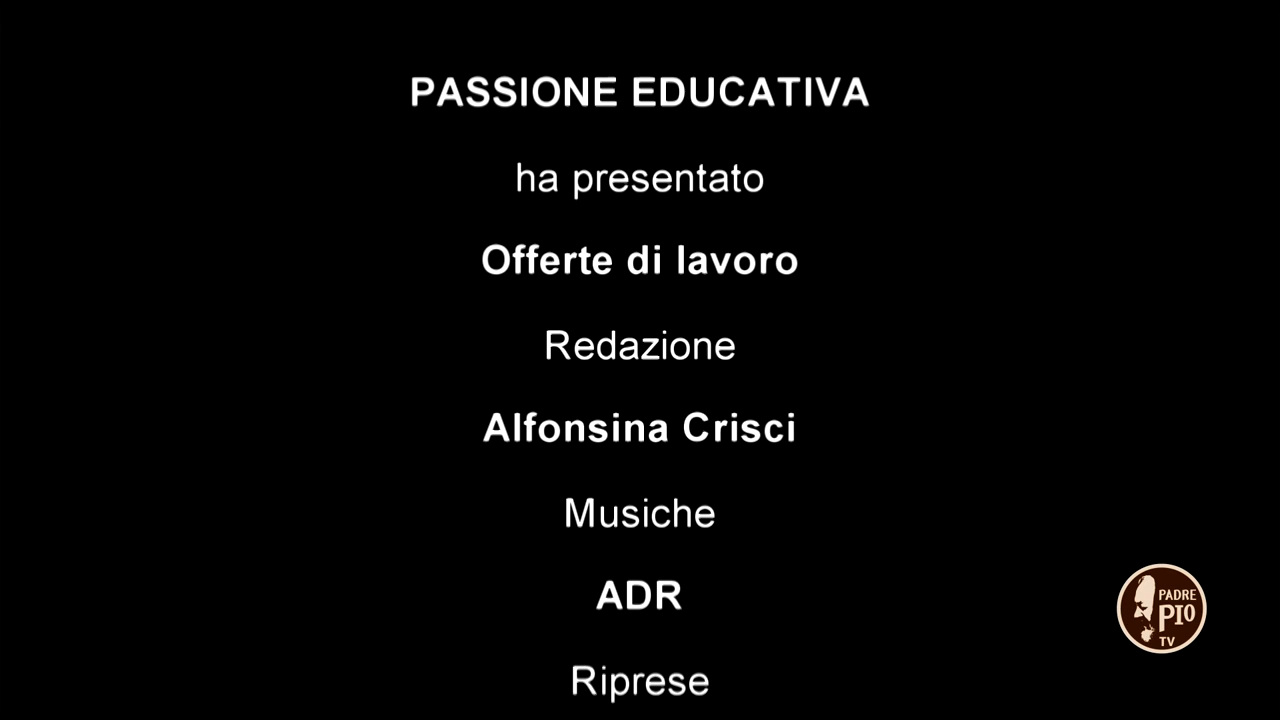 PASSIONE EDUCATIVA
ha presentato
Offerte di lavoro
Redazione
Alfonsina Crisci
Musiche
ADR
Riprese
PADRE
PIO
TV